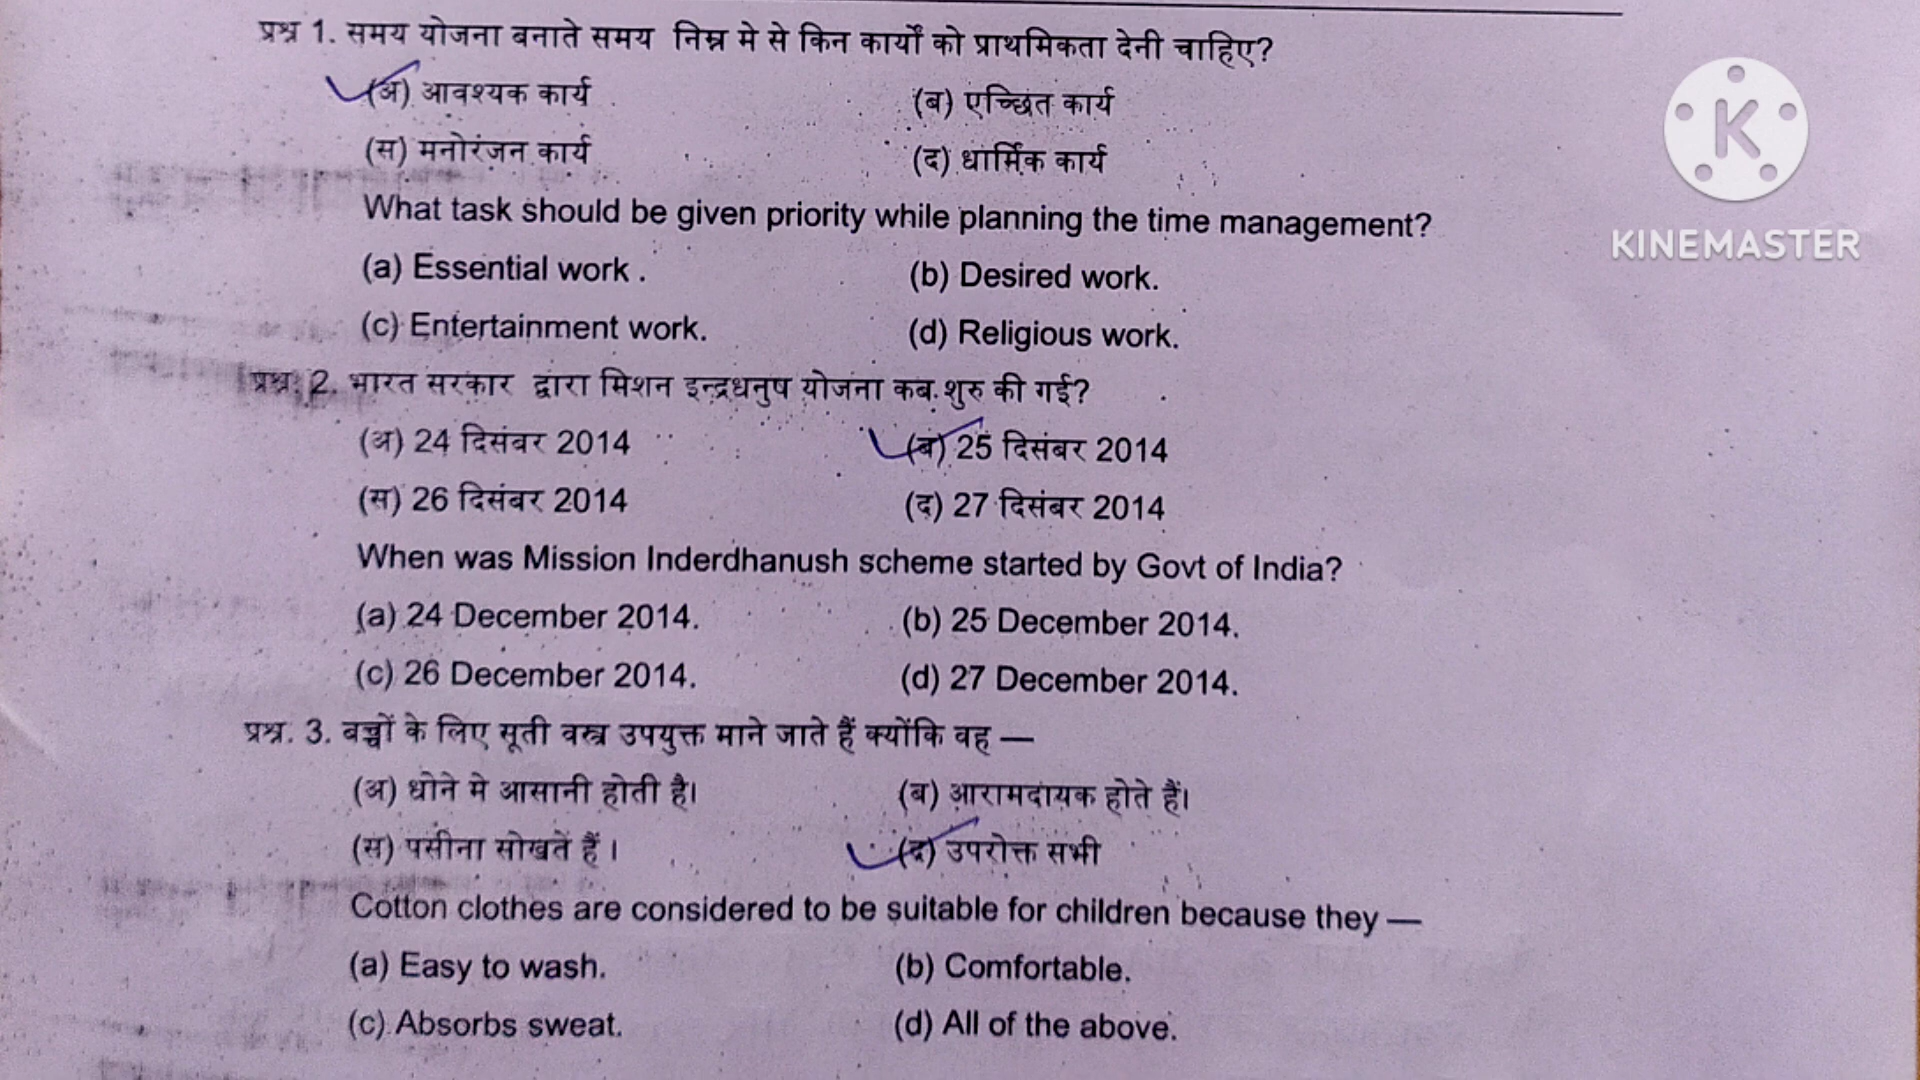 प्रश्न 1. समय योजना बनाते समय निम्न मे से किन कार्यों को प्राथमिकता देनी चाहिए?
(अ) आवश्यक कार्य (ब) एच्छित कार्य
(स) मनोरंजन कार्य (द) धार्मिक कार्य
What task should be given priority while planning the time management?
(a) Essential work . (b) Desired work.
(c) Entertainment work. (d) Religious work.
प्रश्न. 2. भारत सरकार द्वारा मिशन इन्द्रधनुष योजना कब शुरु की गई?
(अ) 24 दिसंबर 2014 (ब) 25 दिसंबर 2014
(स) 26 दिसंबर 2014 (द) 27 दिसंबर 2014
When was Mission Inderdhanush scheme started by Govt of India?
(a) 24 December 2014. (b) 25 December 2014.
(c) 26 December 2014. (d) 27 December 2014.
प्रश्न. 3. बच्चों के लिए सूती वस्त्र उपयुक्त माने जाते हैं क्योंकि वह —
(अ) धोने मे आसानी होती है। (ब) आरामदायक होते हैं।
(स) पसीना सोखते हैं । (द) उपरोक्त सभी
Cotton clothes are considered to be suitable for children because they —
(a) Easy to wash. (b) Comfortable.
(c) Absorbs sweat. (d) All of the above.
K
KINEMASTER